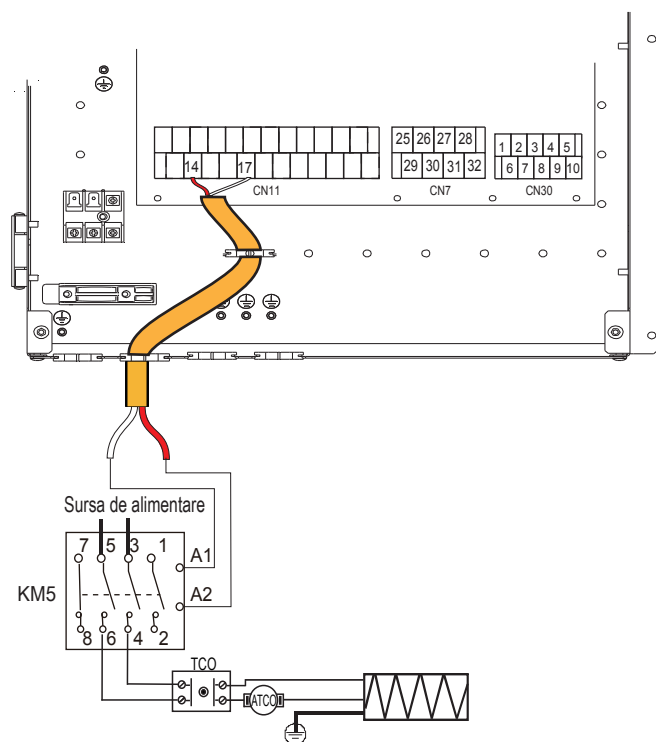 25 26 27 28
1 2 3 4 5
14 17
29 30 31 32
6 7 8 9 10
CN11
CN7
CN30
Sursa de alimentare
7 5 3 1
A1
KM5
A2
8 6 4 2
TCO
ATCO